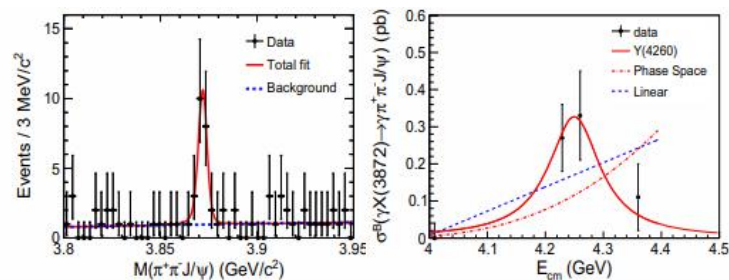 Events / 3 MeV/c²
15
10
5
0
Data
Total fit
Background
3.8
3.85
3.9
3.95
M(π⁺π⁻J/ψ) (GeV/c²)
σᴮ(γX(3872)→γπ⁺π⁻J/ψ) (pb)
0.6
0.5
0.4
0.3
0.2
0.1
0
data
Y(4260)
Phase Space
Linear
4
4.1
4.2
4.3
4.4
4.5
E_cm (GeV)